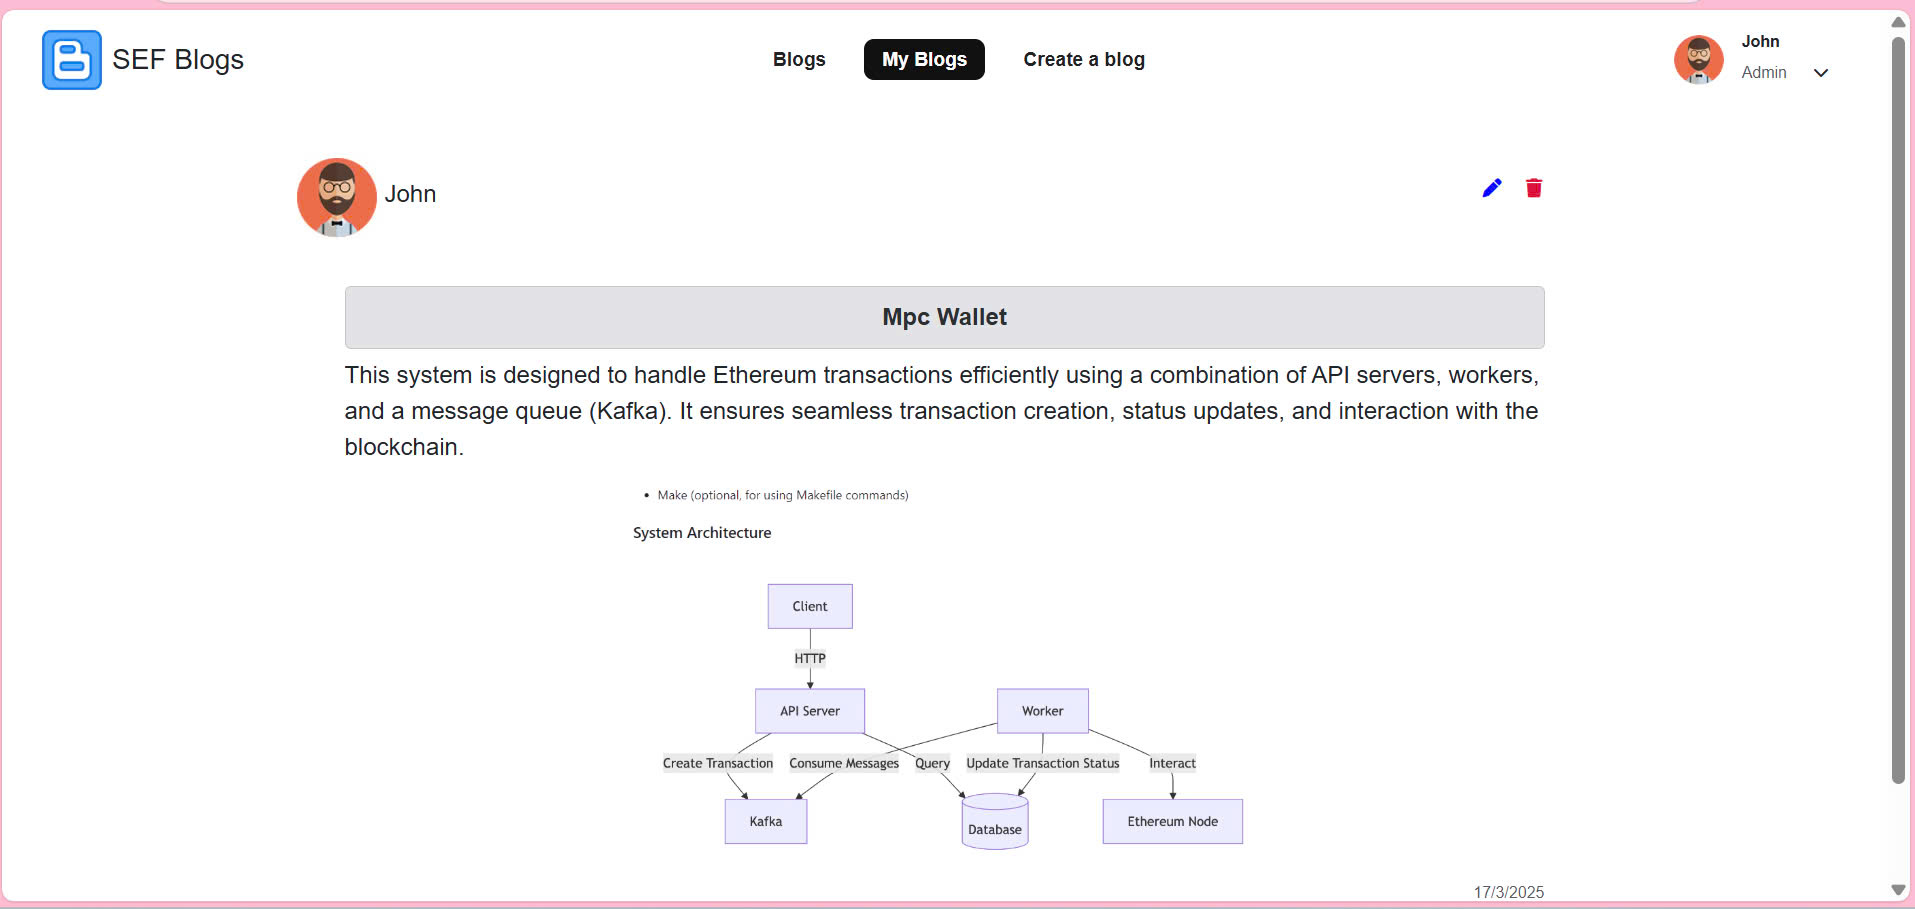 SEF Blogs
Blogs
My Blogs
Create a blog
John
Admin
John
Mpc Wallet
This system is designed to handle Ethereum transactions efficiently using a combination of API servers, workers,
and a message queue (Kafka). It ensures seamless transaction creation, status updates, and interaction with the
blockchain.
• Make (optional, for using Makefile commands)
System Architecture
Client
HTTP
API Server
Worker
Create Transaction
Consume Messages
Query
Update Transaction Status
Interact
Kafka
Database
Ethereum Node
17/3/2025